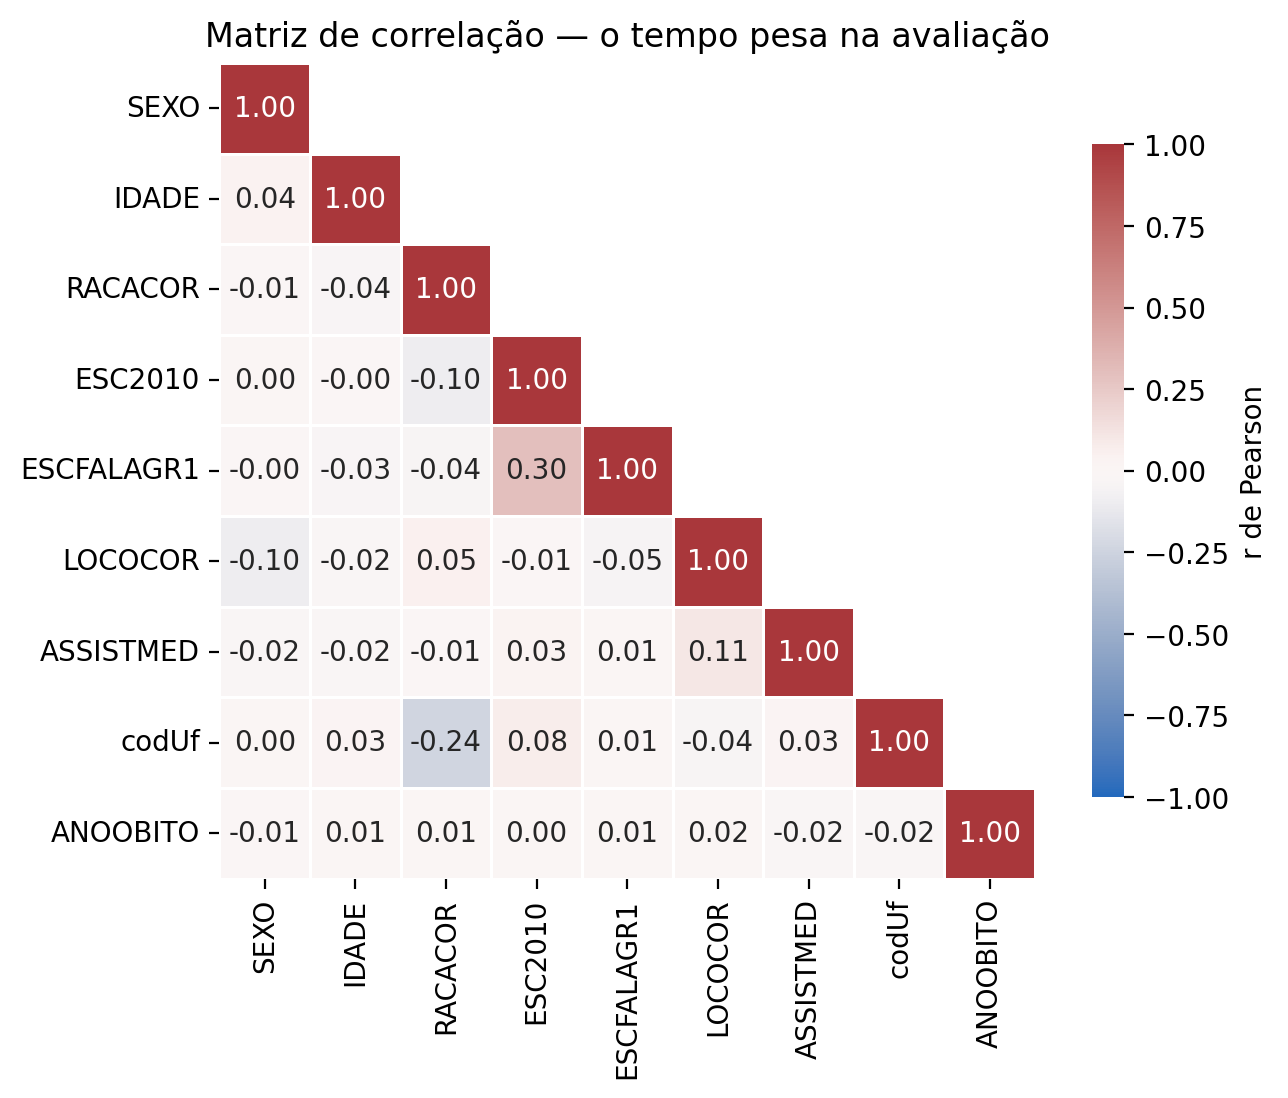 Matriz de correlação — o tempo pesa na avaliação
SEXO 1.00
IDADE 0.04 1.00
RACACOR -0.01 -0.04 1.00
ESC2010 0.00 -0.00 -0.10 1.00
ESCFALAGR1 -0.00 -0.03 -0.04 0.30 1.00
LOCOCOR -0.10 -0.02 0.05 -0.01 -0.05 1.00
ASSISTMED -0.02 -0.02 -0.01 0.03 0.01 0.11 1.00
codUf 0.00 0.03 -0.24 0.08 0.01 -0.04 0.03 1.00
ANOOBITO -0.01 0.01 0.01 0.00 0.01 0.02 -0.02 -0.02 1.00
SEXO
IDADE
RACACOR
ESC2010
ESCFALAGR1
LOCOCOR
ASSISTMED
codUf
ANOOBITO
1.00
0.75
0.50
0.25
0.00
−0.25
−0.50
−0.75
−1.00
r de Pearson